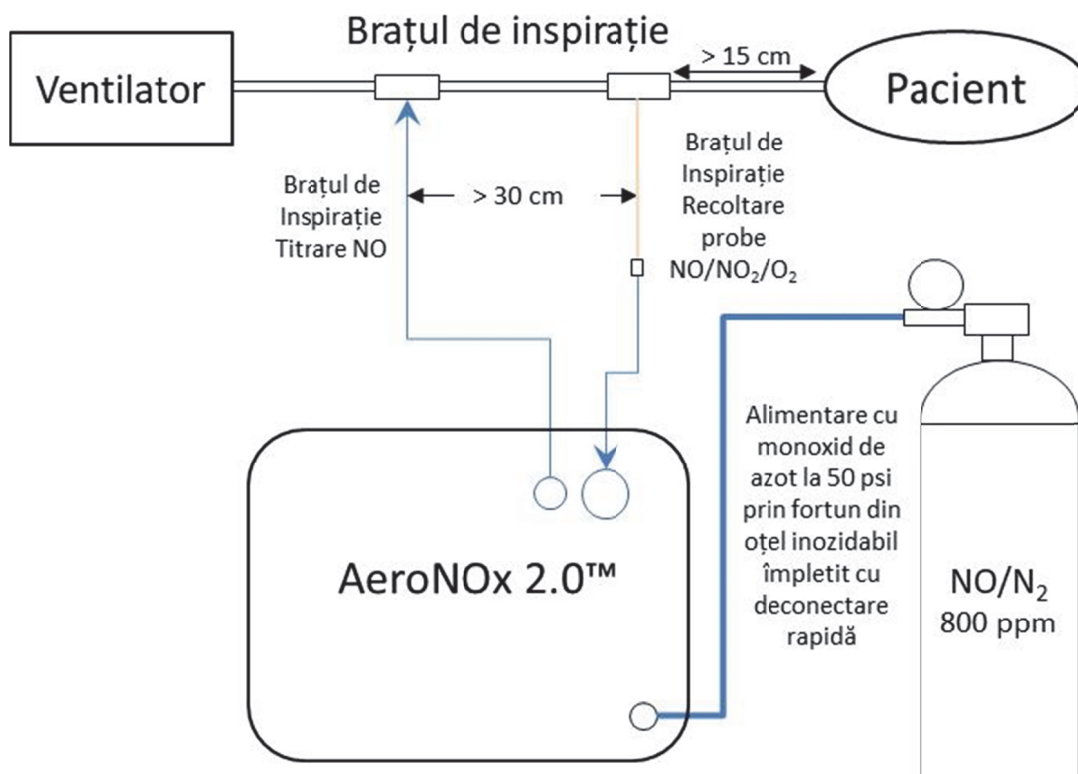 Brațul de inspirație
Ventilator
> 15 cm
Pacient
Brațul de
Inspirație
Titrare NO
> 30 cm
Brațul de
Inspirație
Recoltare
probe
NO/NO₂/O₂
Alimentare cu
monoxid de
azot la 50 psi
prin fortun din
oțel inozidabil
împletit cu
deconectare
rapidă
AeroNOx 2.0™
NO/N₂
800 ppm